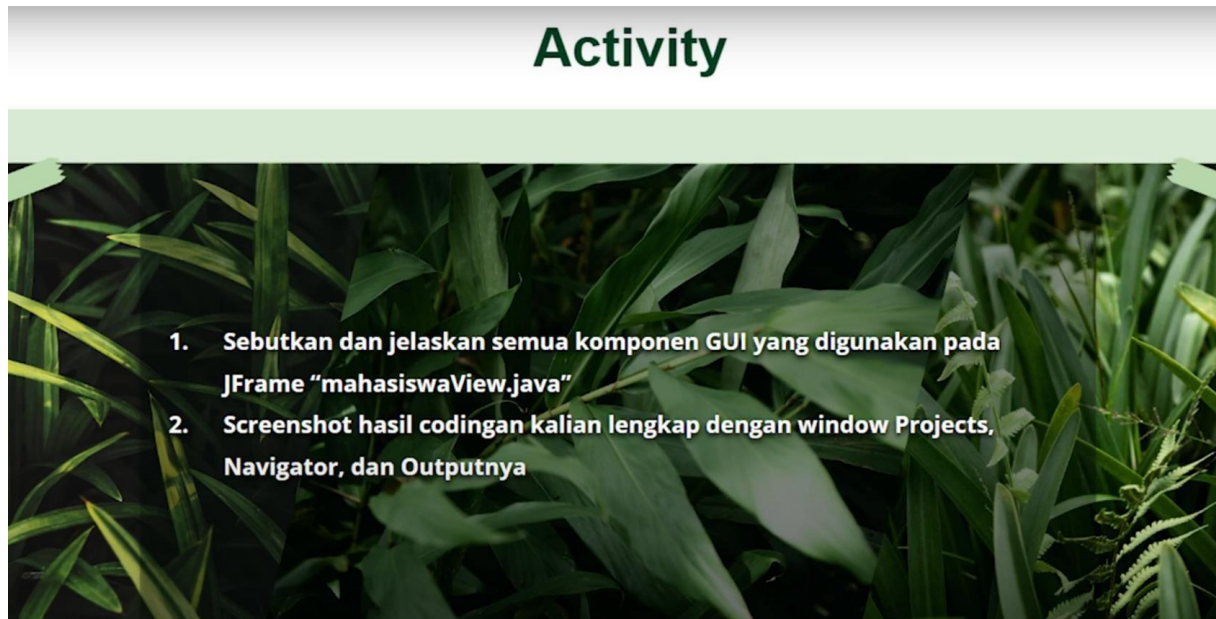 Activity
1. Sebutkan dan jelaskan semua komponen GUI yang digunakan pada
JFrame “mahasiswaView.java”
2. Screenshot hasil codingan kalian lengkap dengan window Projects,
Navigator, dan Outputnya